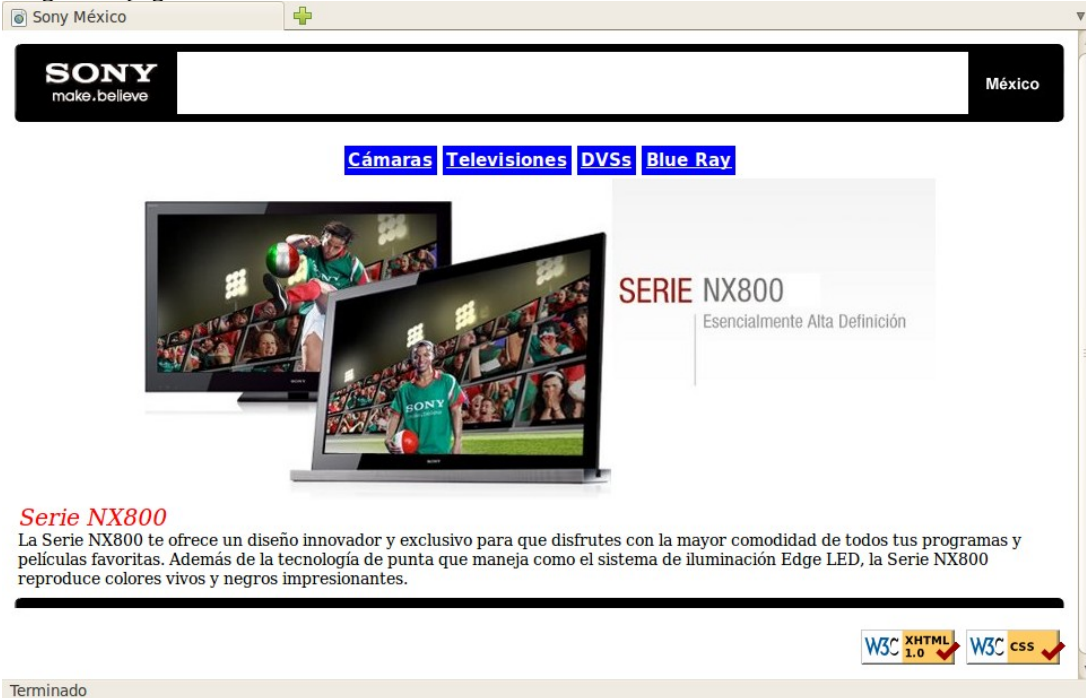 Sony México
SONY
make.believe
México
Cámaras Televisiones DVSs Blue Ray
SONY
SERIE NX800
Esencialmente Alta Definición
Serie NX800
La Serie NX800 te ofrece un diseño innovador y exclusivo para que disfrutes con la mayor comodidad de todos tus programas y
películas favoritas. Además de la tecnología de punta que maneja como el sistema de iluminación Edge LED, la Serie NX800
reproduce colores vivos y negros impresionantes.
W3C XHTML 1.0 W3C css
Terminado